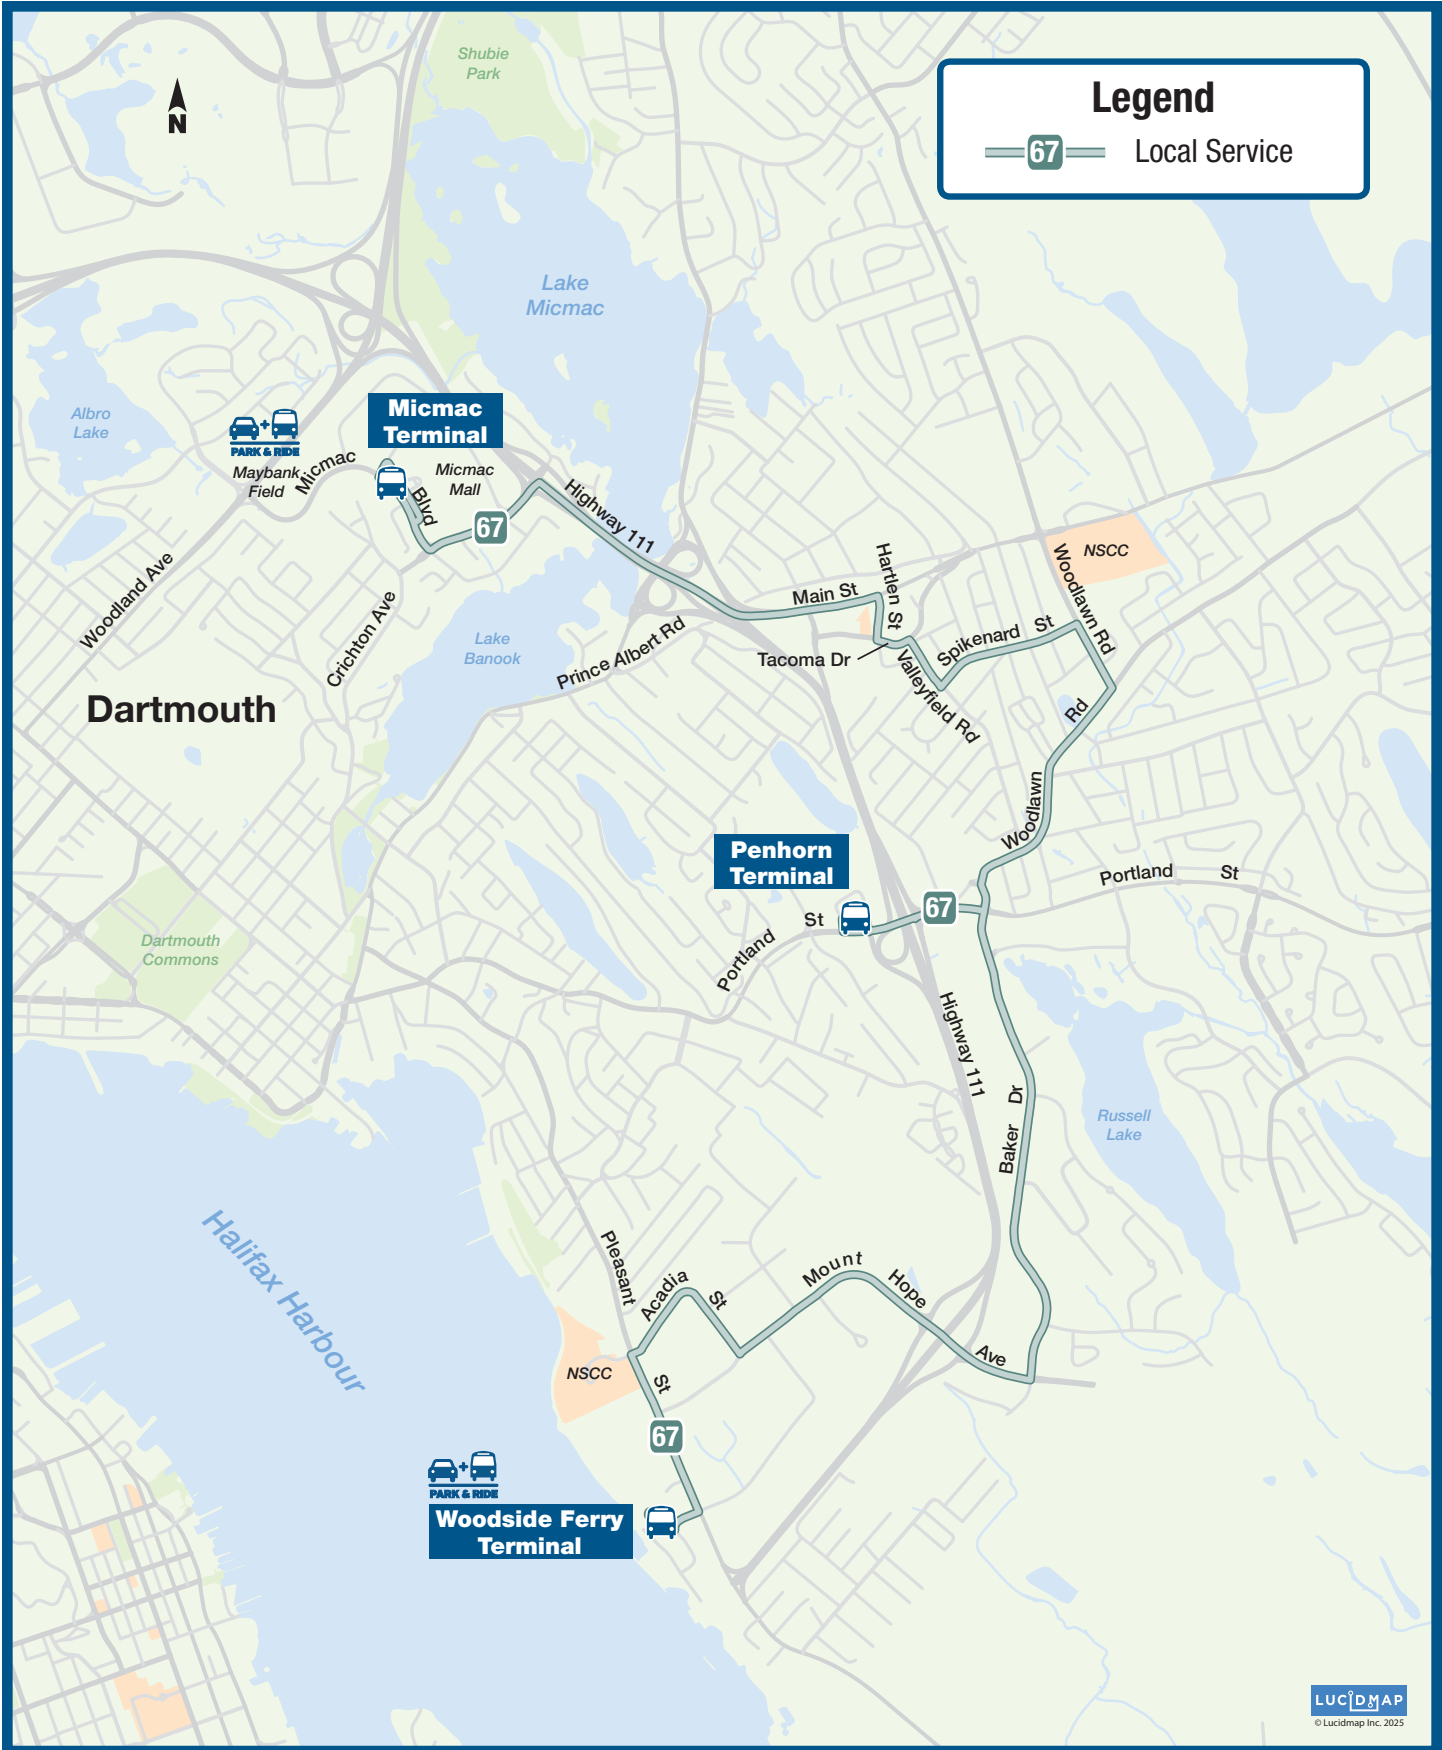 Shubie
Park
N
Legend
67 Local Service
Lake
Micmac
Albro
Lake
PARK & RIDE
Maybank
Field
Micmac
Terminal
Micmac
Blvd
Micmac
Mall
67
Highway 111
Woodland Ave
Crichton Ave
Lake
Banook
Prince Albert Rd
Main St
Hartlen St
Tacoma Dr
Valleyfield Rd
Spikenard St
NSCC
Woodlawn Rd
Dartmouth
Woodlawn Rd
Penhorn
Terminal
Portland St
67
Portland St
Dartmouth
Commons
Highway 111
Baker Dr
Russell
Lake
Halifax Harbour
Pleasant St
Acadia St
Mount Hope Ave
NSCC
67
PARK & RIDE
Woodside Ferry
Terminal
LUCIDMAP
© Lucidmap Inc. 2025